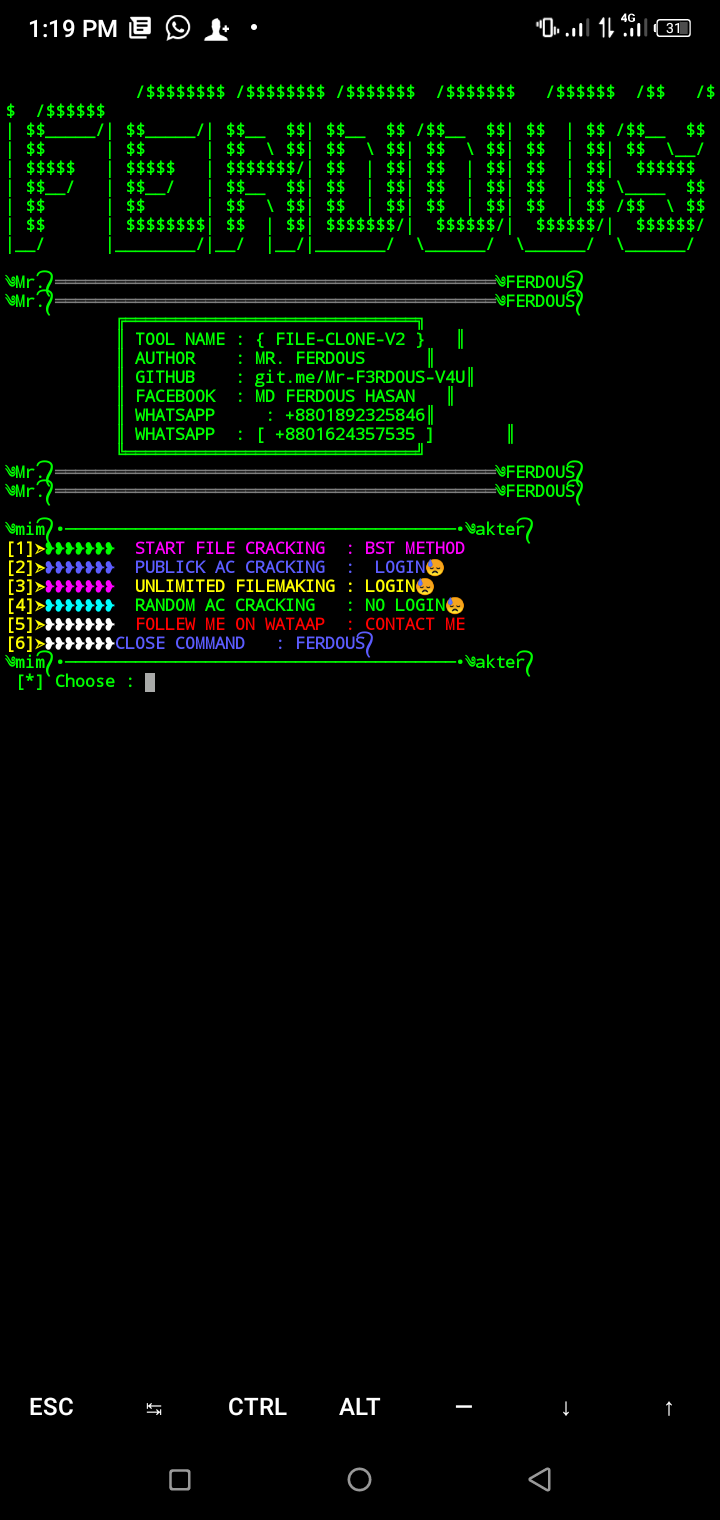 1:19 PM 4G 31
/$$$$$$$$ /$$$$$$$$ /$$$$$$$  /$$$$$$$   /$$$$$$  /$$   /$
$  /$$$$$$
| $$_____/| $$_____/| $$__  $$| $$__  $$ /$$__  $$| $$  | $$ /$$__  $$
| $$      | $$      | $$  \ $$| $$  \ $$| $$  \ $$| $$  | $$| $$  \__/
| $$$$$   | $$$$$   | $$$$$$$/| $$  | $$| $$  | $$| $$  | $$|  $$$$$$
| $$__/   | $$__/   | $$__  $$| $$  | $$| $$  | $$| $$  | $$ \____  $$
| $$      | $$      | $$  \ $$| $$  | $$| $$  | $$| $$  | $$ /$$  \ $$
| $$      | $$$$$$$$| $$  | $$| $$$$$$$/|  $$$$$$/|  $$$$$$/|  $$$$$$/
|__/      |________/|__/  |__/|_______/  \______/  \______/  \______/
༄Mr.᭄═════════════════════════════════════════════༄FERDOUS᭄
༄Mr.᭄═════════════════════════════════════════════༄FERDOUS᭄
╔══════════════════════════════╗
║ TOOL NAME : { FILE-CLONE-V2 }   ║
║ AUTHOR    : MR. FERDOUS      ║
║ GITHUB    : git.me/Mr-F3RDOUS-V4U║
║ FACEBOOK  : MD FERDOUS HASAN   ║
║ WHATSAPP     : +8801892325846║
║ WHATSAPP  : [ +8801624357535 ]       ║
╚══════════════════════════════╝
༄Mr.᭄═════════════════════════════════════════════༄FERDOUS᭄
༄Mr.᭄═════════════════════════════════════════════༄FERDOUS᭄
༄mim᭄•────────────────────────────────────────•༄akter᭄
[1]➤❥❥❥❥❥❥❥  START FILE CRACKING  : BST METHOD
[2]➤❥❥❥❥❥❥❥  PUBLICK AC CRACKING  :  LOGIN😓
[3]➤❥❥❥❥❥❥❥  UNLIMITED FILEMAKING : LOGIN😓
[4]➤❥❥❥❥❥❥❥  RANDOM AC CRACKING   : NO LOGIN😓
[5]➤❥❥❥❥❥❥❥  FOLLEW ME ON WATAAP  : CONTACT ME
[6]➤❥❥❥❥❥❥❥CLOSE COMMAND   : FERDOUS᭄
༄mim᭄•────────────────────────────────────────•༄akter᭄
[*] Choose :
ESC ↹ CTRL ALT ― ↓ ↑